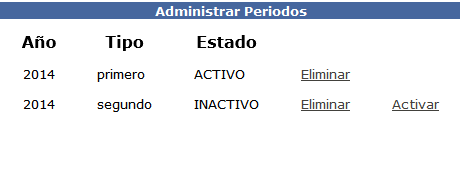 Administrar Periodos
Año Tipo Estado
2014 primero ACTIVO Eliminar
2014 segundo INACTIVO Eliminar Activar